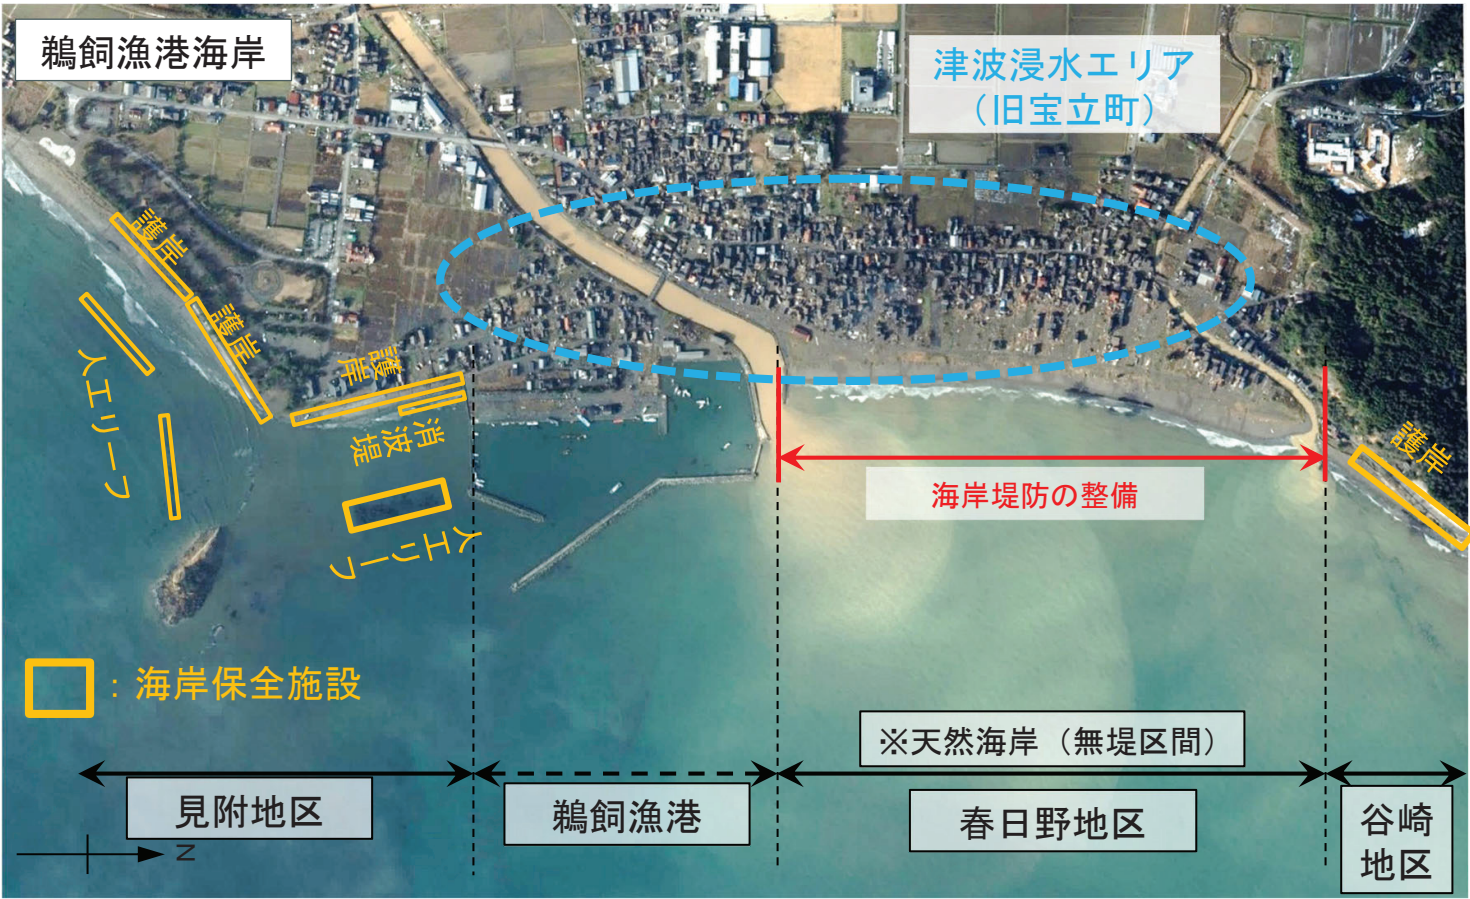 鵜飼漁港海岸
津波浸水エリア
（旧宝立町）
護岸
護岸
人工リーフ
護岸
消波堤
人工リーフ
護岸
海岸堤防の整備
：海岸保全施設
※天然海岸（無堤区間）
見附地区
鵜飼漁港
春日野地区
谷崎
地区
N